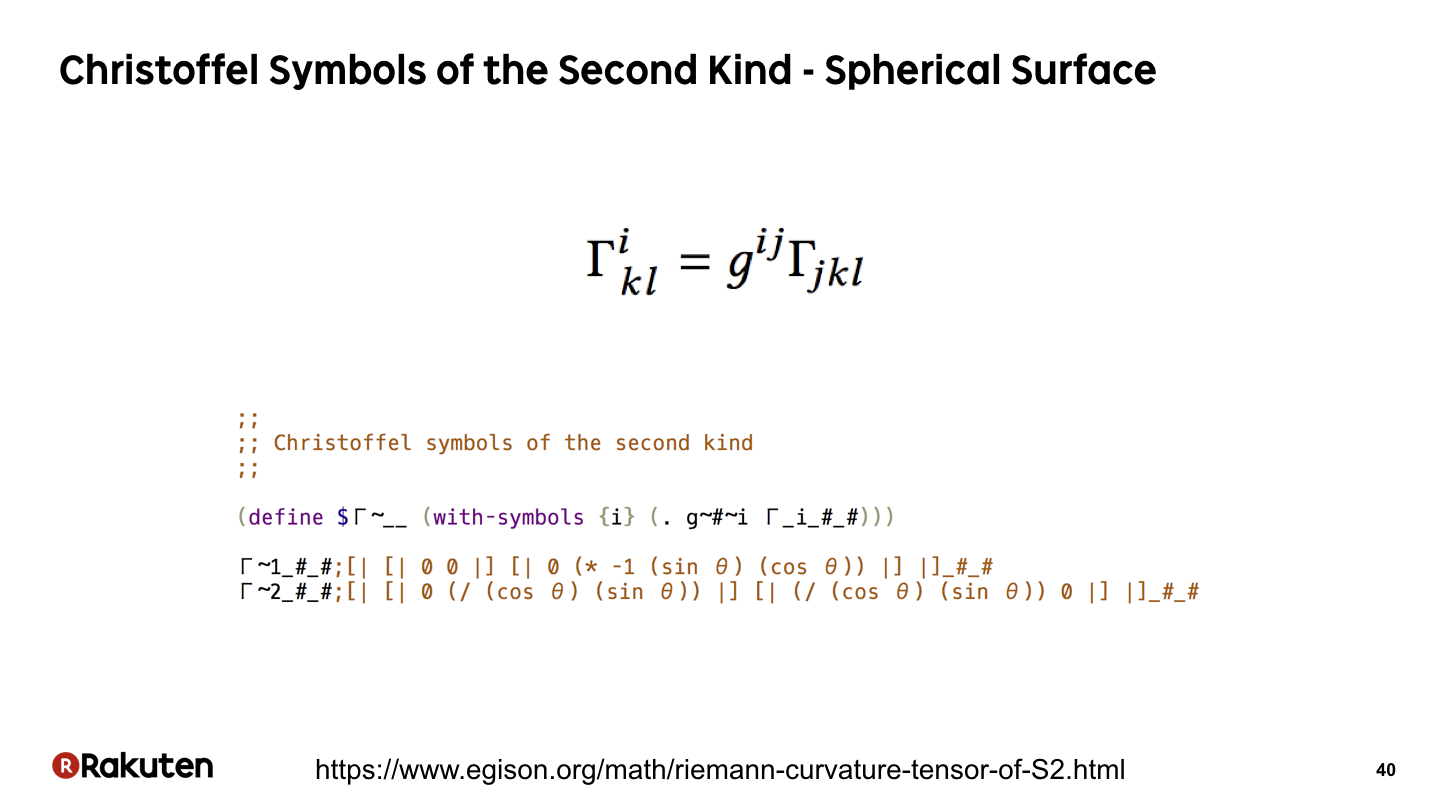 Christoffel Symbols of the Second Kind - Spherical Surface
Γ^i_{kl} = g^{ij}Γ_{jkl}
;;
;; Christoffel symbols of the second kind
;;
(define $Γ~__ (with-symbols {i} (. g~#~i Γ_i_#_#)))
Γ~1_#_#;[| [| 0 0 |] [| 0 (* -1 (sin θ) (cos θ)) |] |]_#_#
Γ~2_#_#;[| [| 0 (/ (cos θ) (sin θ)) |] [| (/ (cos θ) (sin θ)) 0 |] |]_#_#
R Rakuten
https://www.egison.org/math/riemann-curvature-tensor-of-S2.html
40